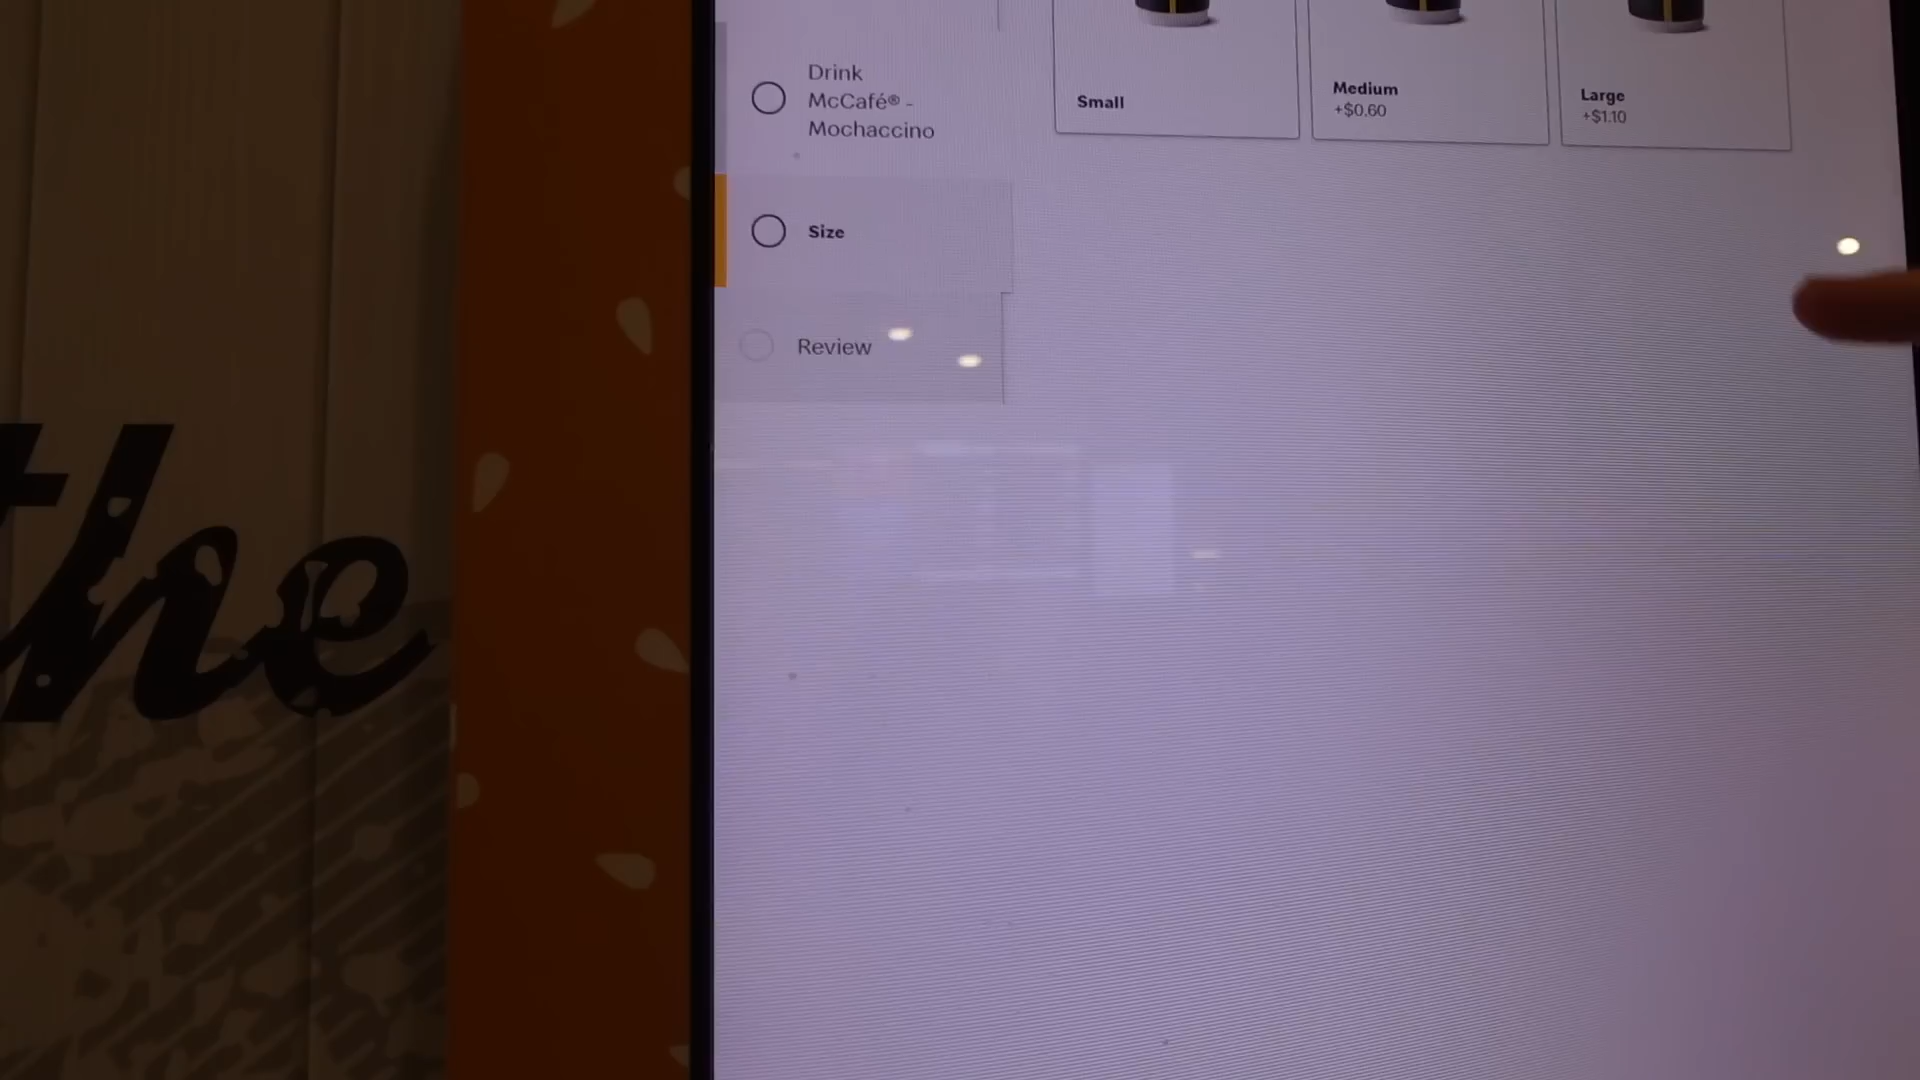 Drink
McCafé® -
Mochaccino
Size
Review
Small
Medium
+$0.60
Large
+$1.10
the